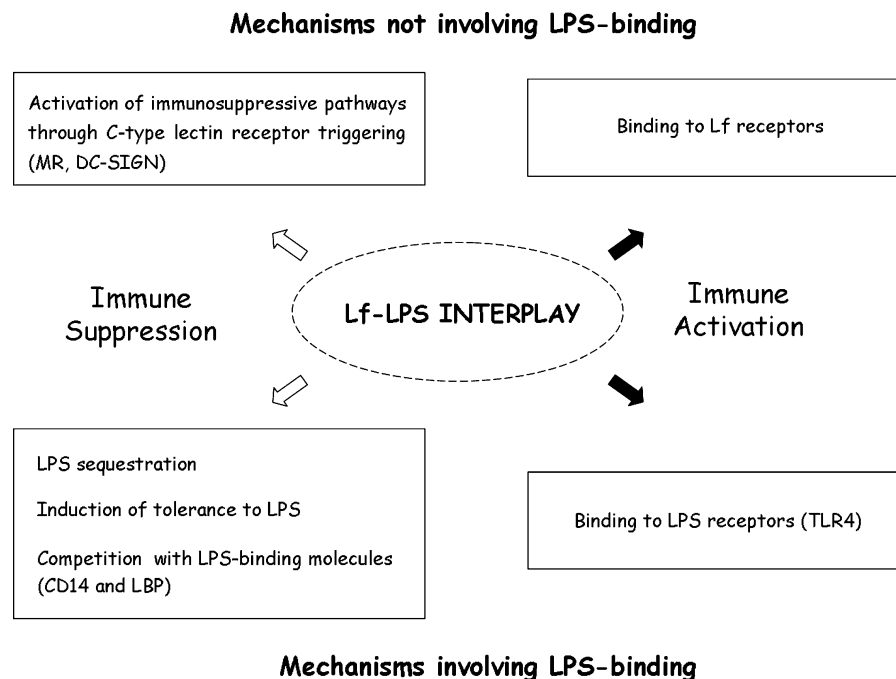 Mechanisms not involving LPS-binding
Activation of immunosuppressive pathways
through C-type lectin receptor triggering
(MR, DC-SIGN)
Binding to Lf receptors
Immune
Suppression
Lf-LPS INTERPLAY
Immune
Activation
LPS sequestration
Induction of tolerance to LPS
Competition with LPS-binding molecules
(CD14 and LBP)
Binding to LPS receptors (TLR4)
Mechanisms involving LPS-binding